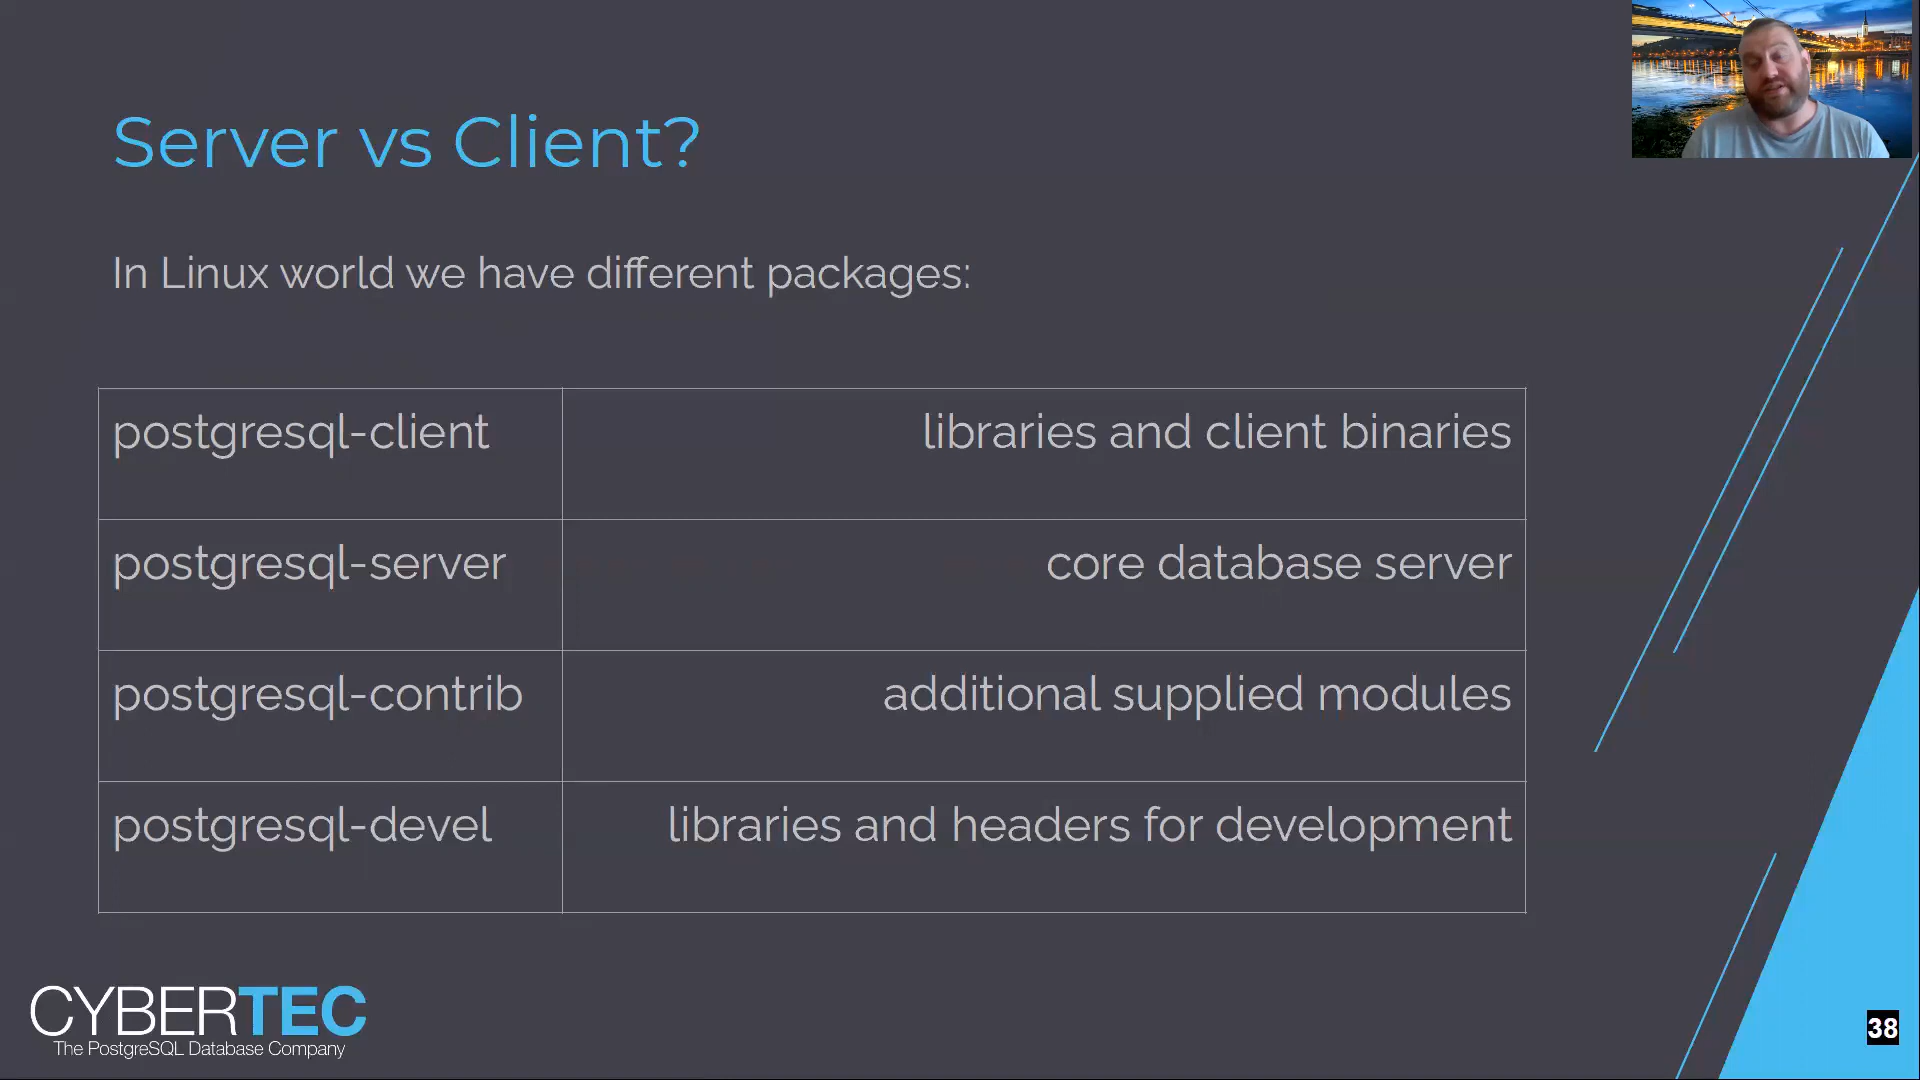 Server vs Client?
In Linux world we have different packages:
postgresql-client libraries and client binaries
postgresql-server core database server
postgresql-contrib additional supplied modules
postgresql-devel libraries and headers for development
CYBERTEC
The PostgreSQL Database Company
38